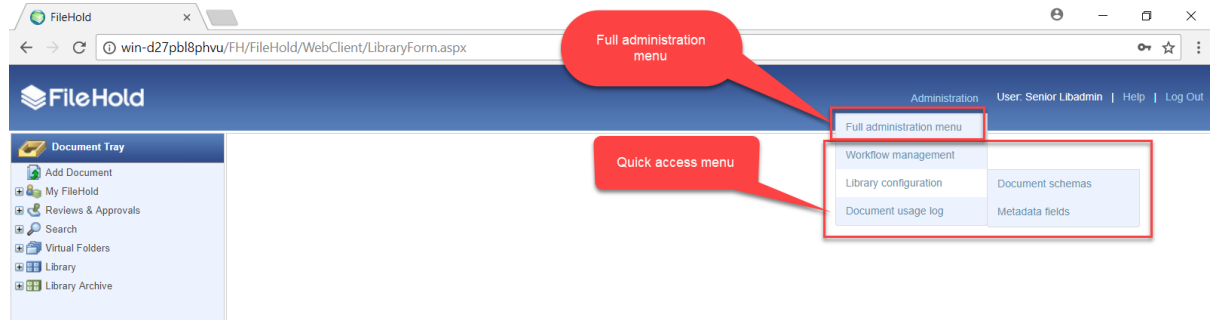 FileHold
win-d27pbl8phvu/FH/FileHold/WebClient/LibraryForm.aspx
Full administration
menu
FileHold
Administration User: Senior Libadmin | Help | Log Out
Full administration menu
Document Tray
Quick access menu
Workflow management
Add Document
My FileHold
Library configuration
Document schemas
Reviews & Approvals
Document usage log
Metadata fields
Search
Virtual Folders
Library
Library Archive